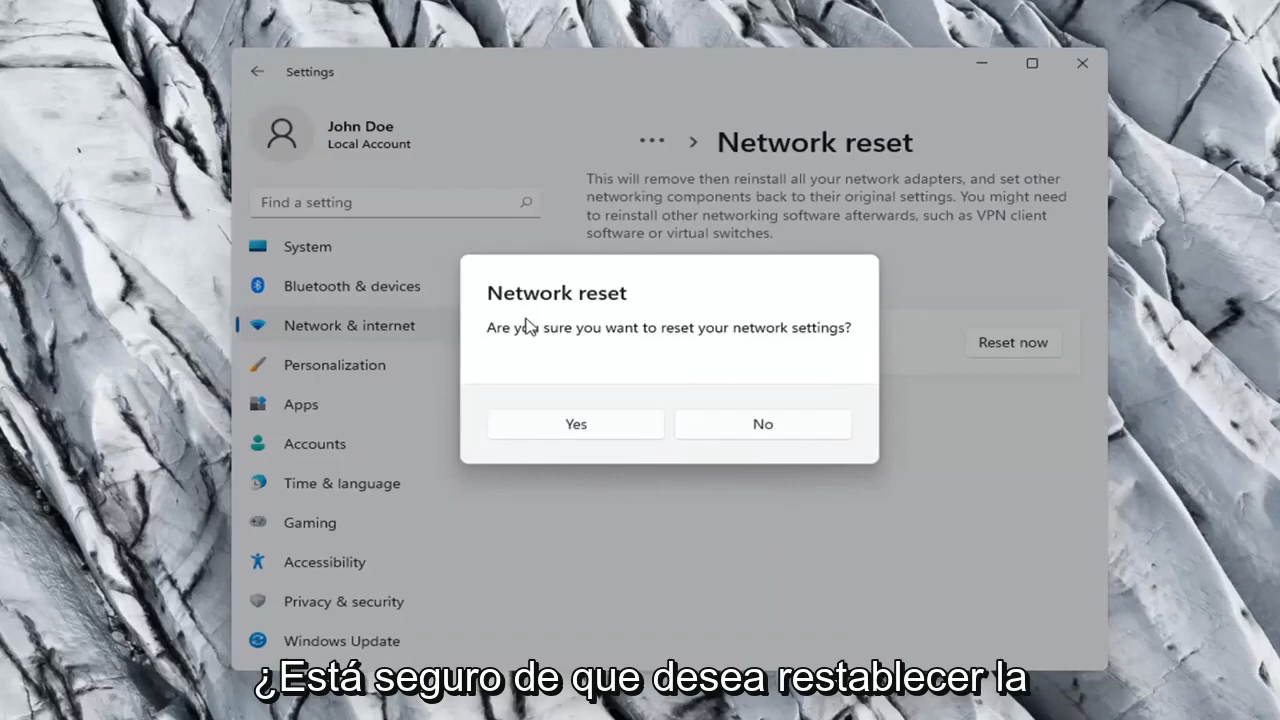 Settings
John Doe
Local Account
Find a setting
System
Bluetooth & devices
Network & internet
Personalization
Apps
Accounts
Time & language
Gaming
Accessibility
Privacy & security
Windows Update
... > Network reset
This will remove then reinstall all your network adapters, and set other
networking components back to their original settings. You might need
to reinstall other networking software afterwards, such as VPN client
software or virtual switches.
Reset now
Network reset
Are you sure you want to reset your network settings?
Yes
No
¿Está seguro de que desea restablecer la